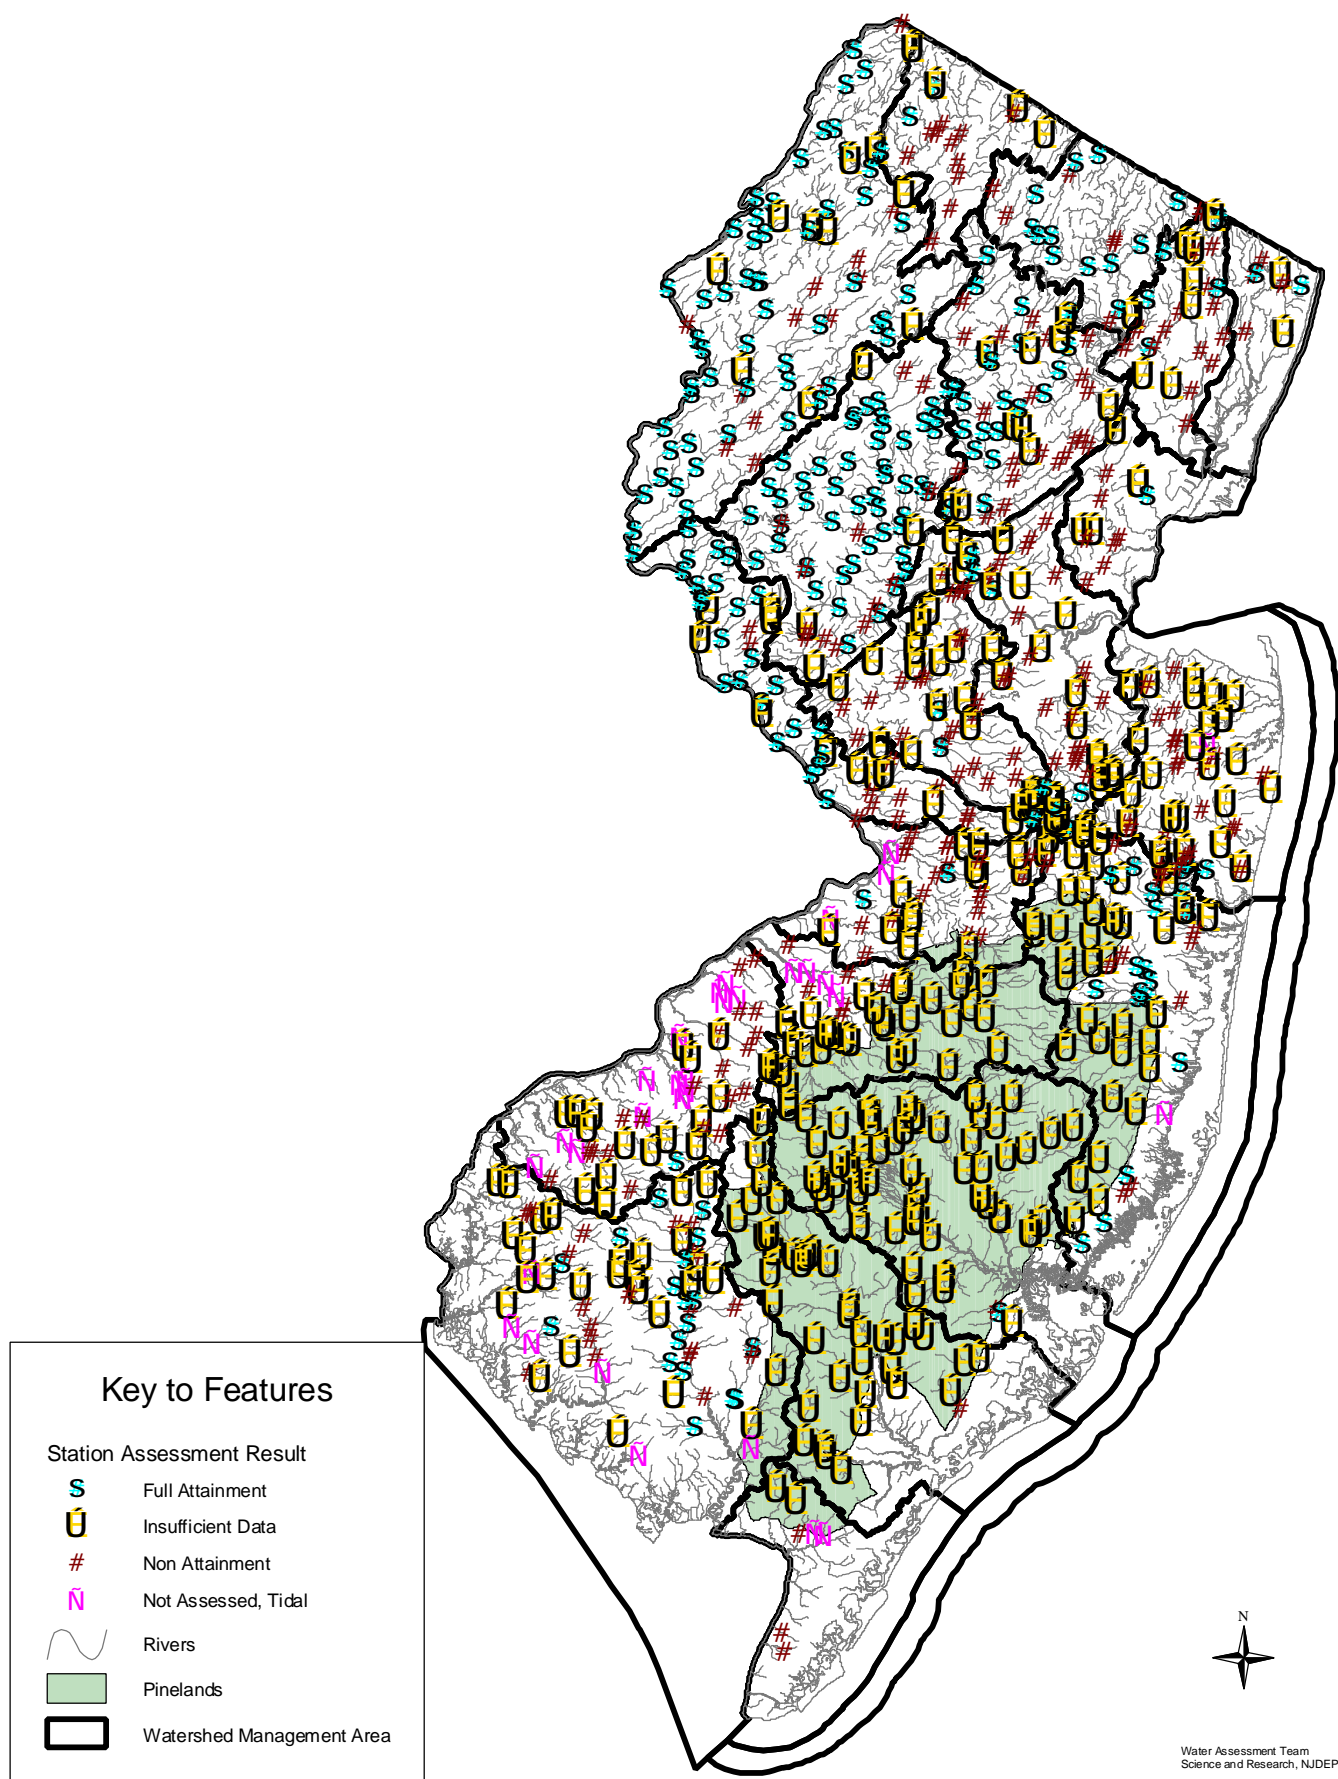 Key to Features
Station Assessment Result
S Full Attainment
Ú Insufficient Data
# Non Attainment
Ñ Not Assessed, Tidal
Rivers
Pinelands
Watershed Management Area
N
Water Assessment Team
Science and Research, NJDEP